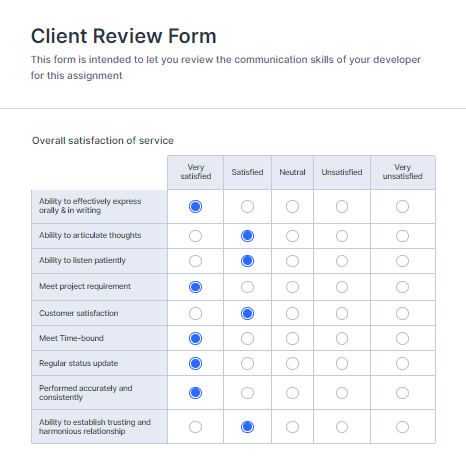 Client Review Form
This form is intended to let you review the communication skills of your developer
for this assignment
Overall satisfaction of service
Very
satisfied
Satisfied
Neutral
Unsatisfied
Very
unsatisfied
Ability to effectively express
orally & in writing
Ability to articulate thoughts
Ability to listen patiently
Meet project requirement
Customer satisfaction
Meet Time-bound
Regular status update
Performed accurately and
consistently
Ability to establish trusting and
harmonious relationship